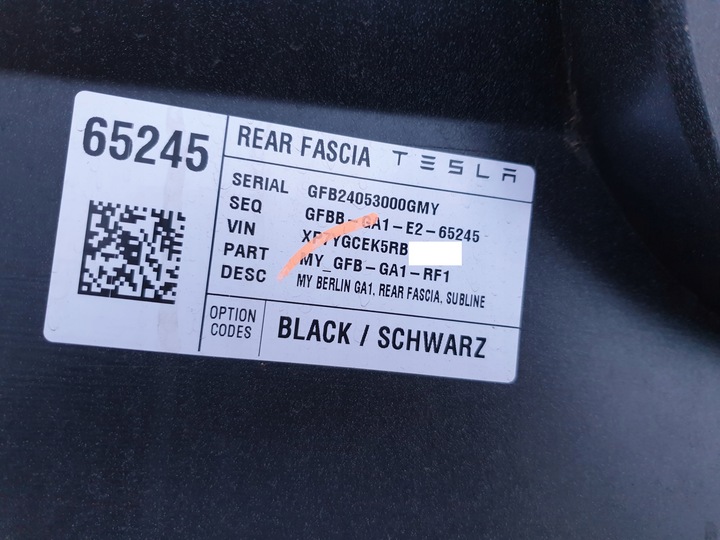 65245
REAR FASCIA TESLA
SERIAL GFB24053000GMY
SEQ GFBB-GA1-E2-65245
VIN XP7YGCEK5RB
PART MY_GFB-GA1-RF1
DESC MY BERLIN GA1, REAR FASCIA, SUBLINE
OPTION CODES BLACK / SCHWARZ